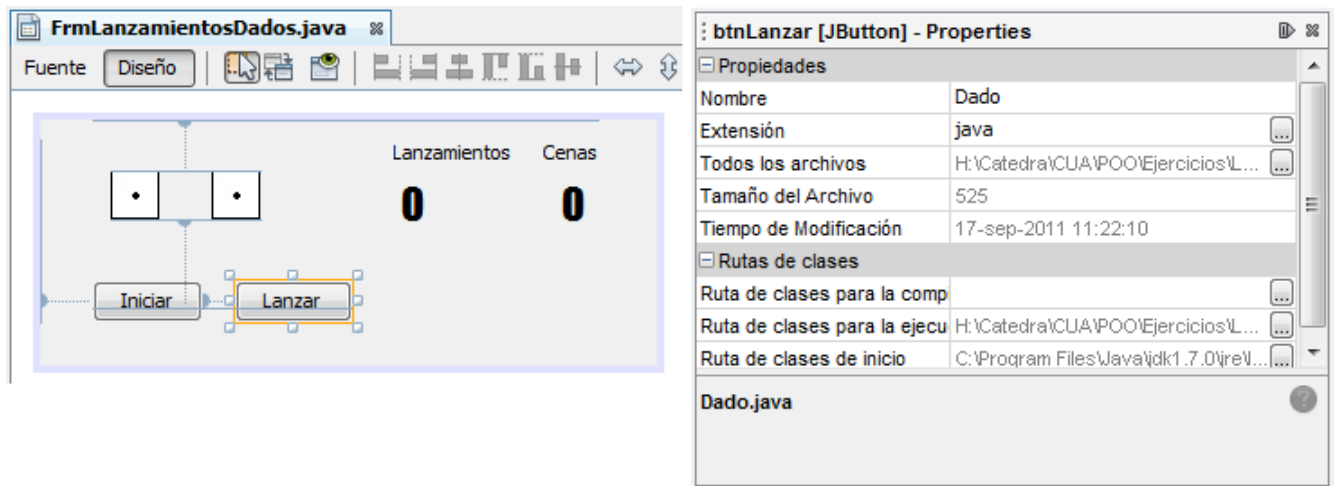 FrmLanzamientosDados.java
Fuente Diseño
Lanzamientos Cenas
0 0
Iniciar Lanzar
btnLanzar [JButton] - Properties
Propiedades
Nombre Dado
Extensión java ...
Todos los archivos H:\Catedra\CUA\POO\Ejercicios\L... ...
Tamaño del Archivo 525
Tiempo de Modificación 17-sep-2011 11:22:10
Rutas de clases
Ruta de clases para la comp ...
Ruta de clases para la ejecu H:\Catedra\CUA\POO\Ejercicios\L... ...
Ruta de clases de inicio C:\Program Files\Java\jdk1.7.0\jre\l... ...
Dado.java
?